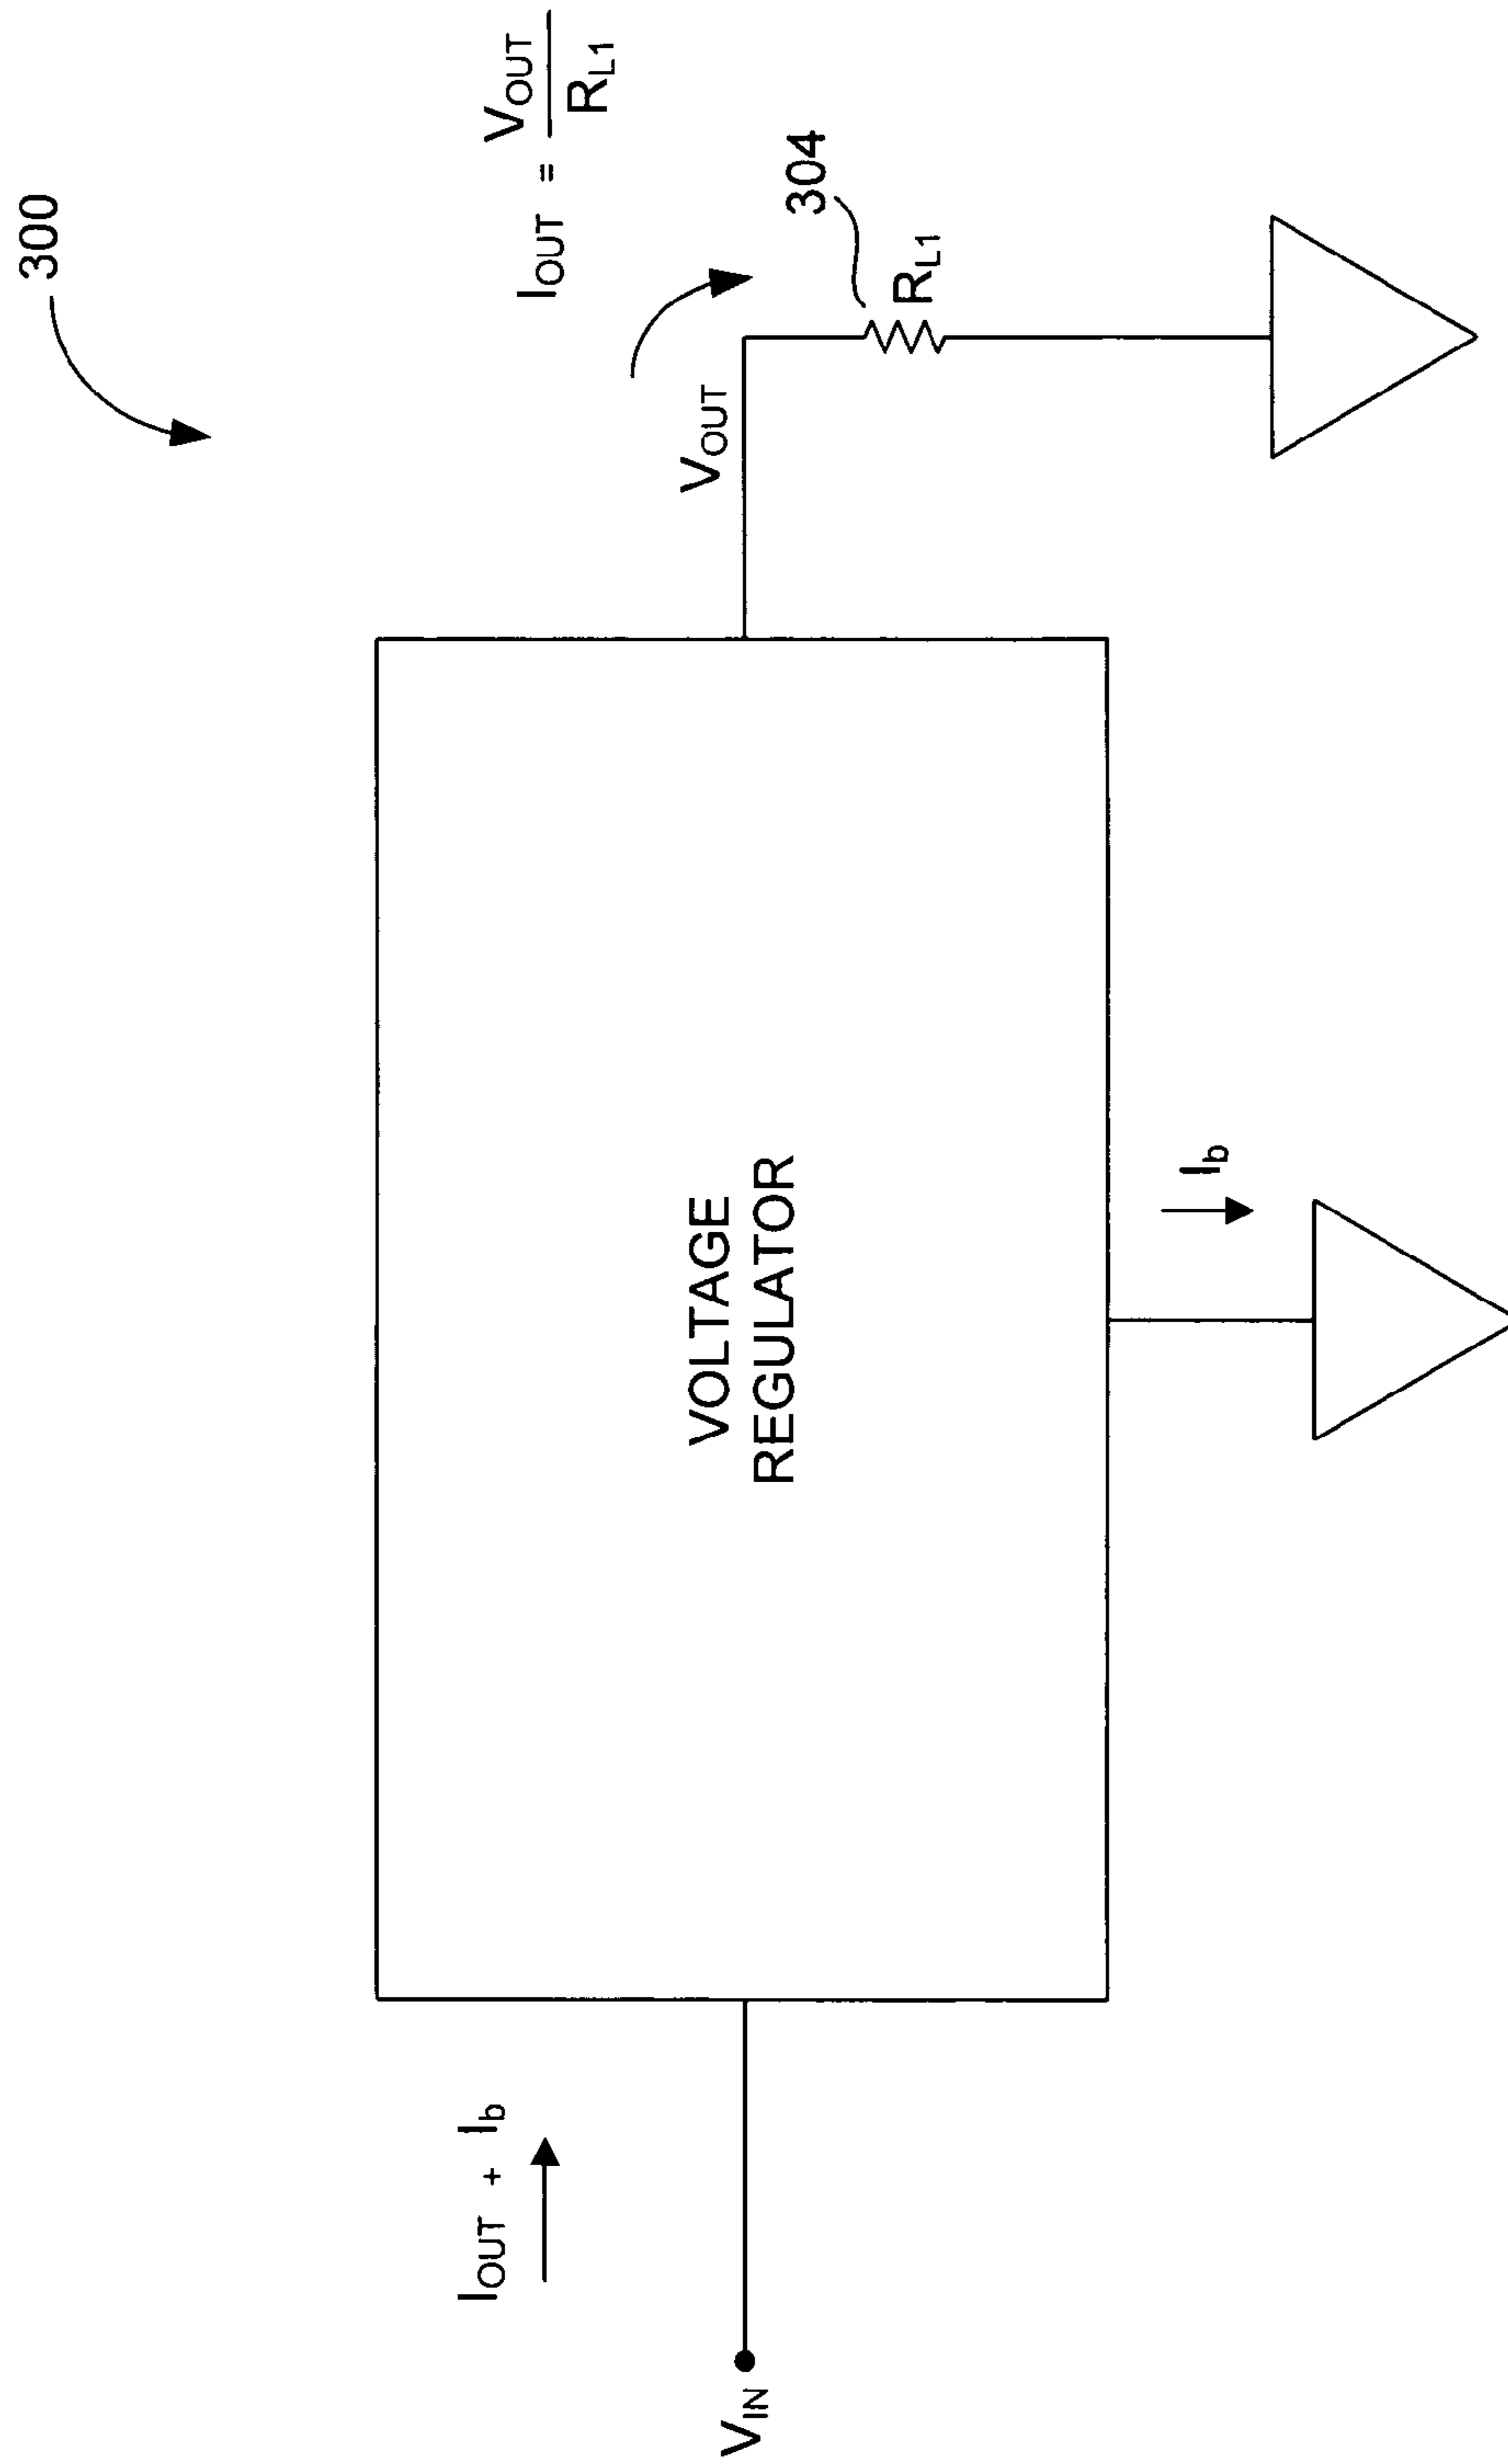 300
I_OUT = V_OUT / R_L1
304
V_OUT
R_L1
I_OUT + I_b
VOLTAGE
REGULATOR
V_IN
I_b